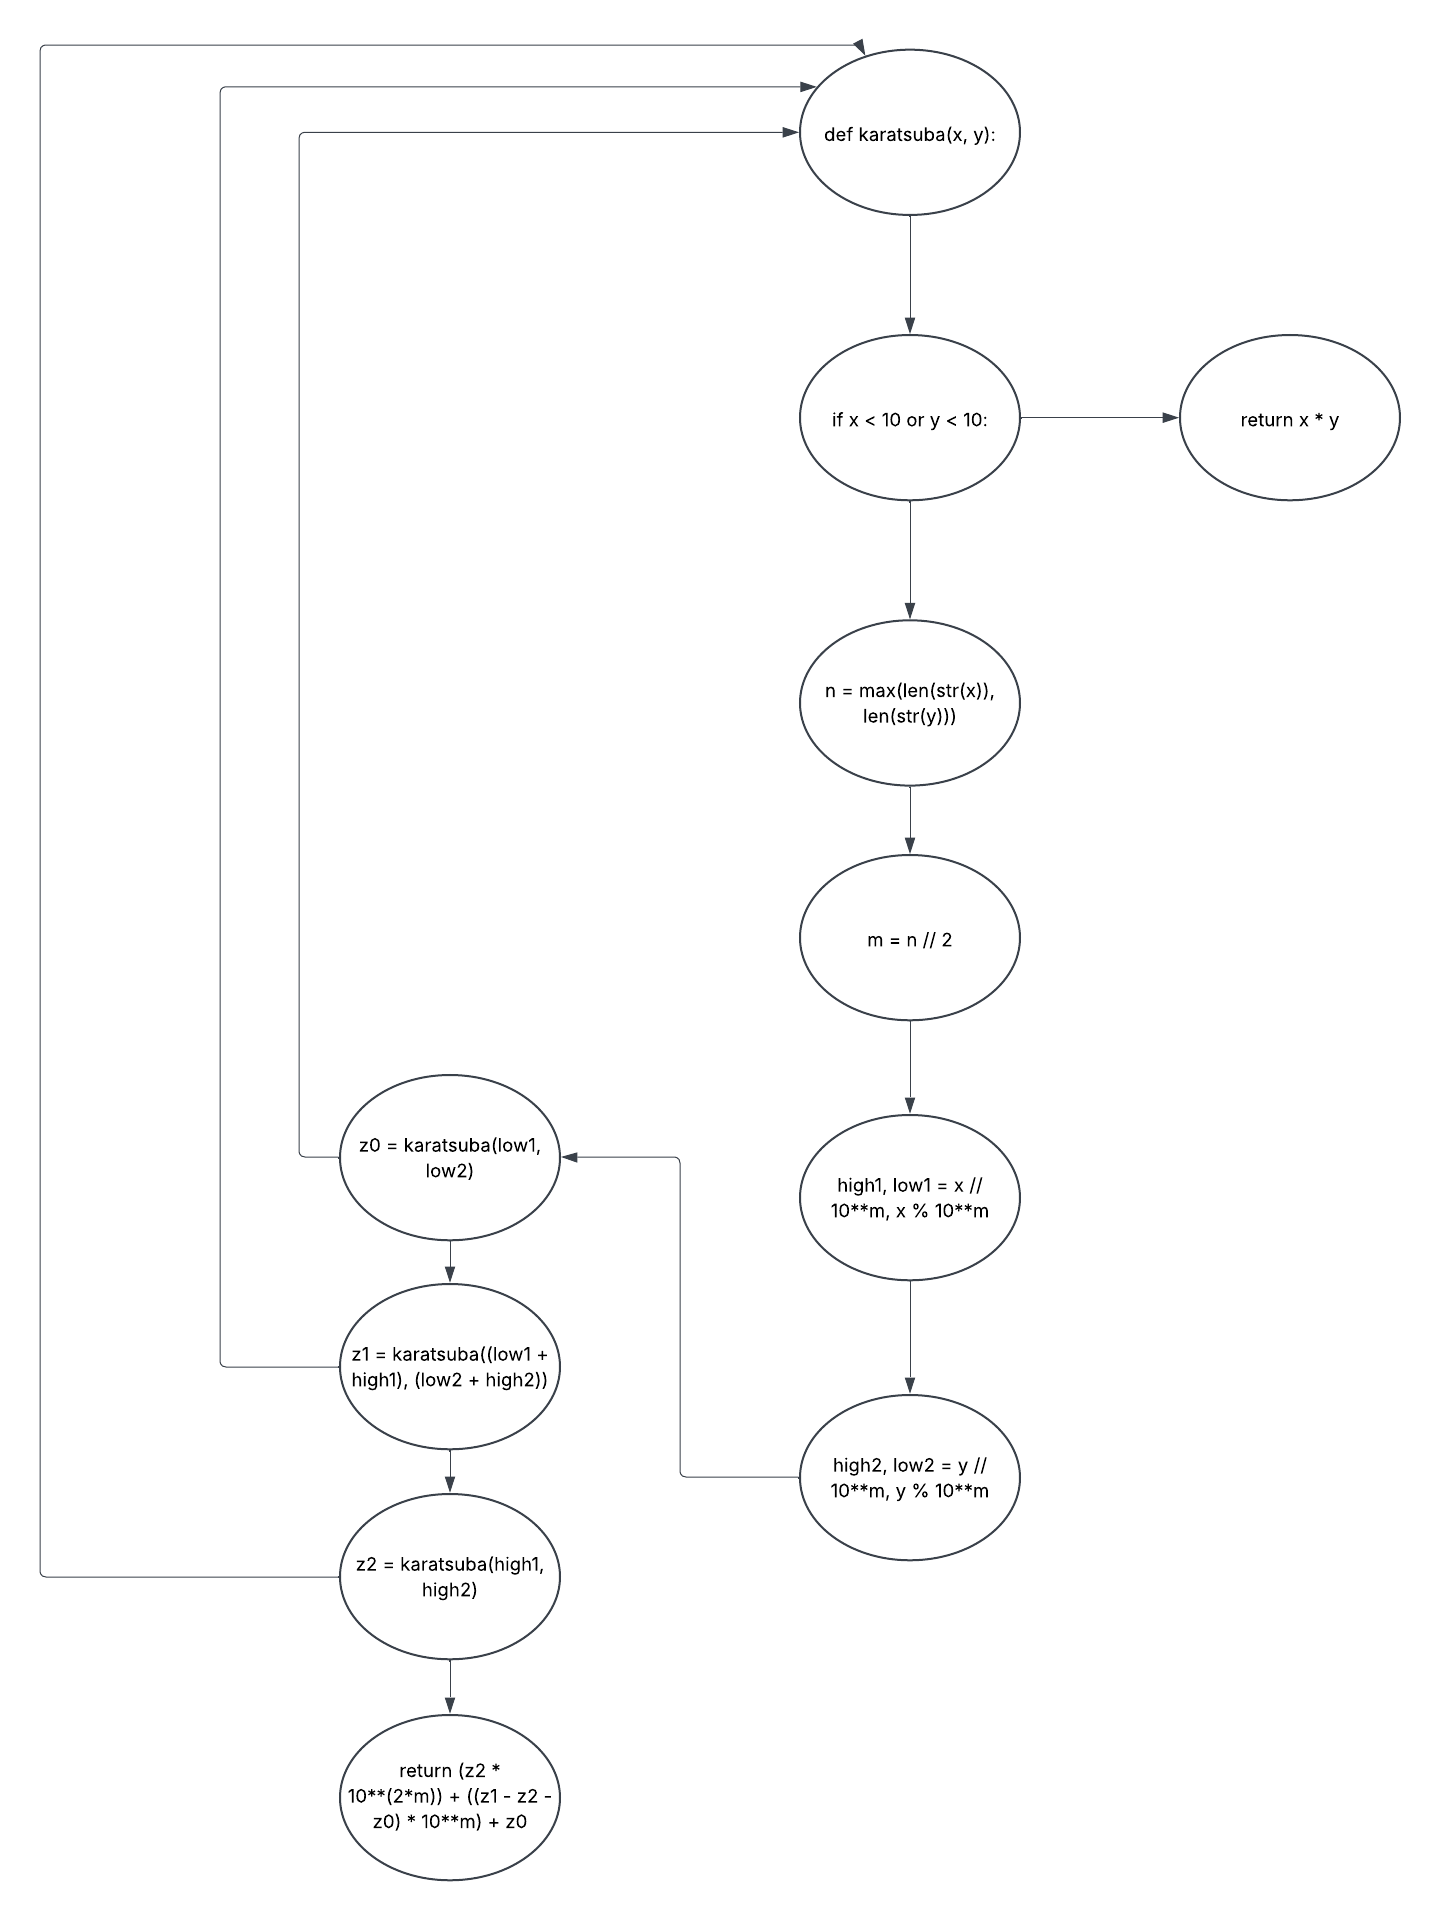 def karatsuba(x, y):
if x < 10 or y < 10:
return x * y
n = max(len(str(x)),
len(str(y)))
m = n // 2
high1, low1 = x //
10**m, x % 10**m
high2, low2 = y //
10**m, y % 10**m
z0 = karatsuba(low1,
low2)
z1 = karatsuba((low1 +
high1), (low2 + high2))
z2 = karatsuba(high1,
high2)
return (z2 *
10**(2*m)) + ((z1 - z2 -
z0) * 10**m) + z0